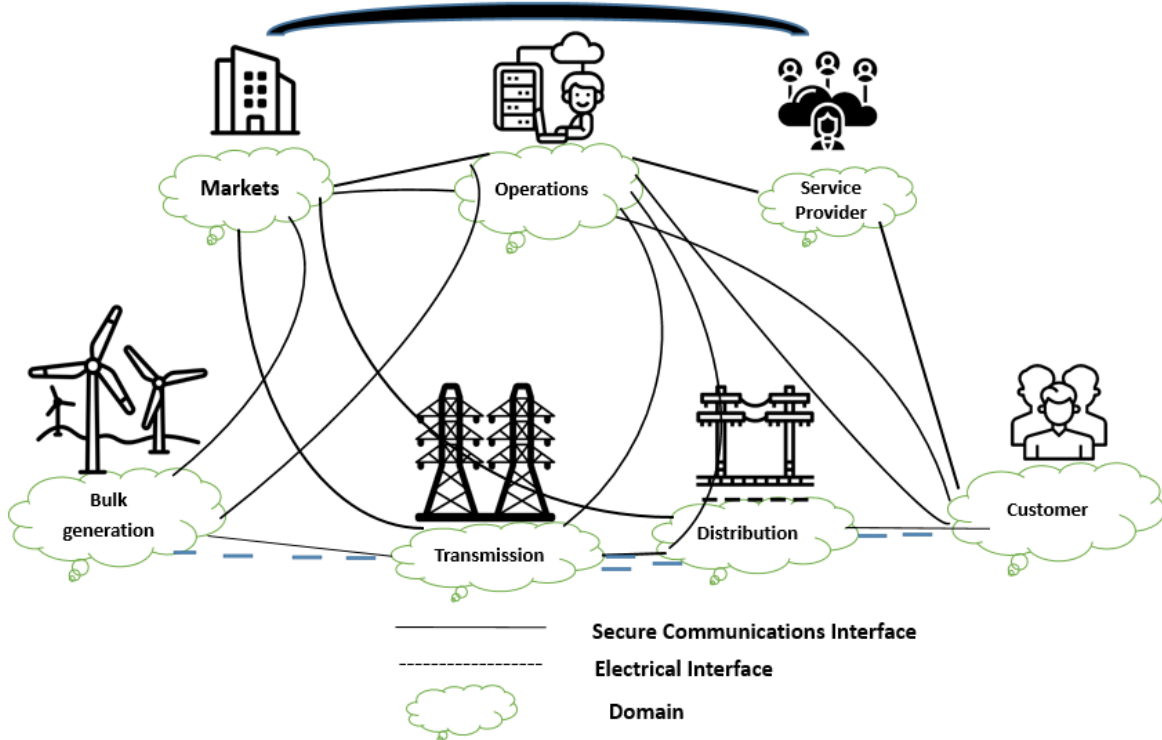 Markets
Operations
Service
Provider
Bulk
generation
Transmission
Distribution
Customer
Secure Communications Interface
Electrical Interface
Domain